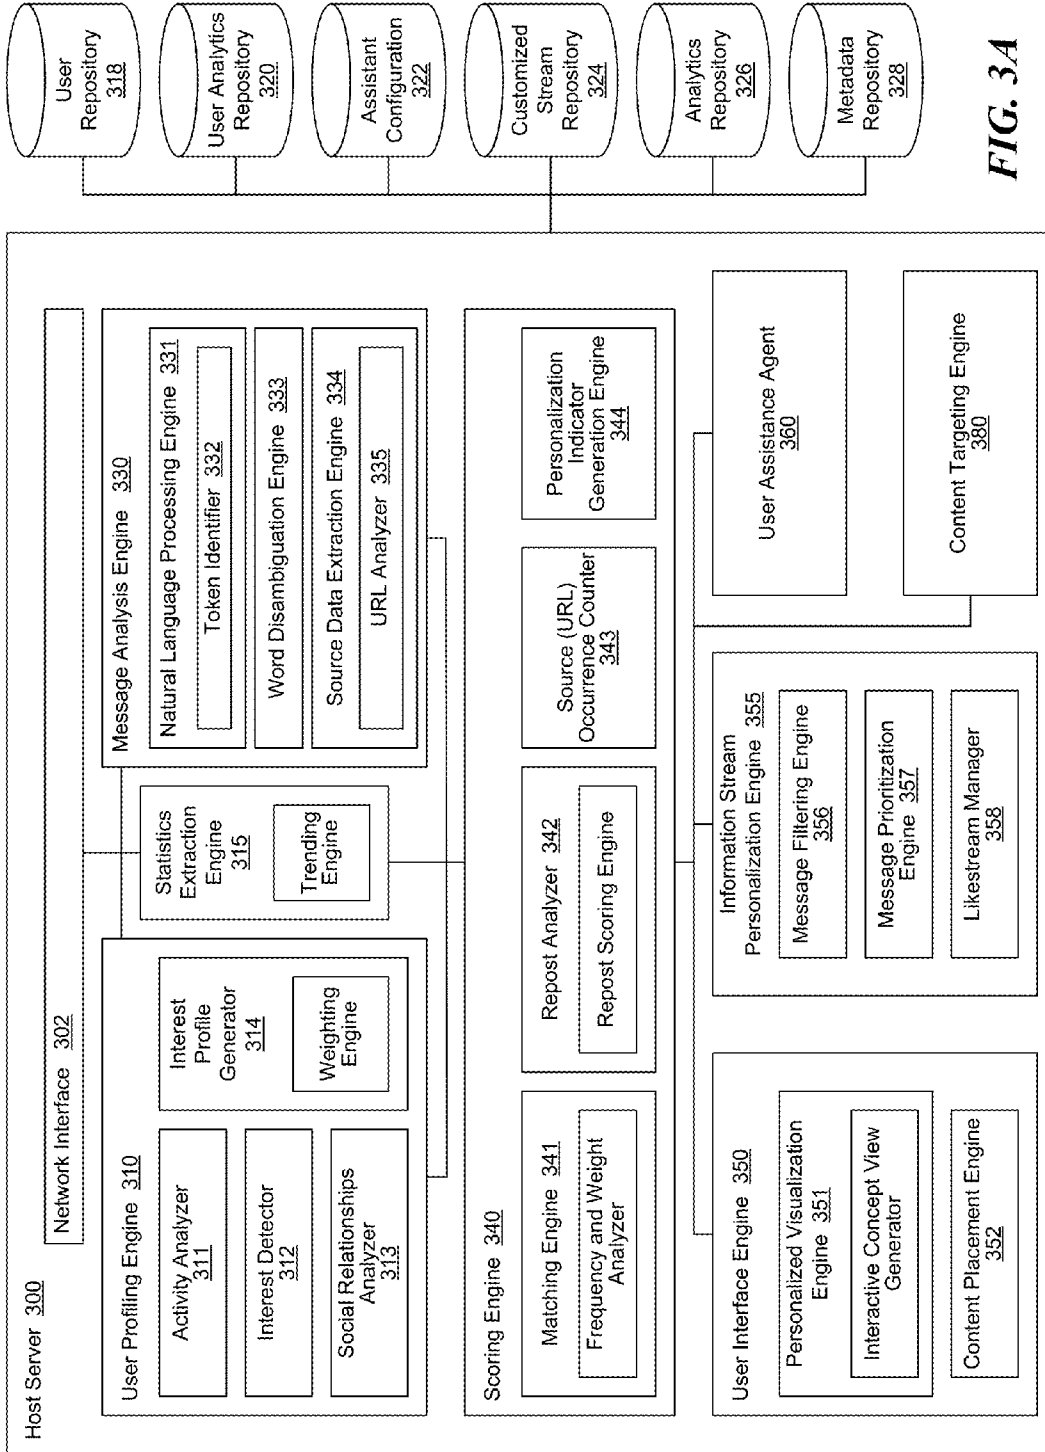 Host Server 300
Network Interface 302
User Profiling Engine 310
Activity Analyzer
311
Interest Detector
312
Social Relationships
Analyzer
313
Interest
Profile
Generator
314
Weighting
Engine
Statistics
Extraction
Engine
315
Trending
Engine
Message Analysis Engine 330
Natural Language Processing Engine 331
Token Identifier 332
Word Disambiguation Engine 333
Source Data Extraction Engine 334
URL Analyzer 335
Scoring Engine 340
Matching Engine 341
Frequency and Weight
Analyzer
Repost Analyzer 342
Repost Scoring Engine
Source (URL)
Occurrence Counter
343
Personalization
Indicator
Generation Engine
344
User Interface Engine 350
Personalized Visualization
Engine 351
Interactive Concept View
Generator
Content Placement Engine
352
Information Stream
Personalization Engine 355
Message Filtering Engine
356
Message Prioritization
Engine 357
Likestream Manager
358
User Assistance Agent
360
Content Targeting Engine
380
User
Repository
318
User Analytics
Repository
320
Assistant
Configuration
322
Customized
Stream
Repository
324
Analytics
Repository
326
Metadata
Repository
328
FIG. 3A